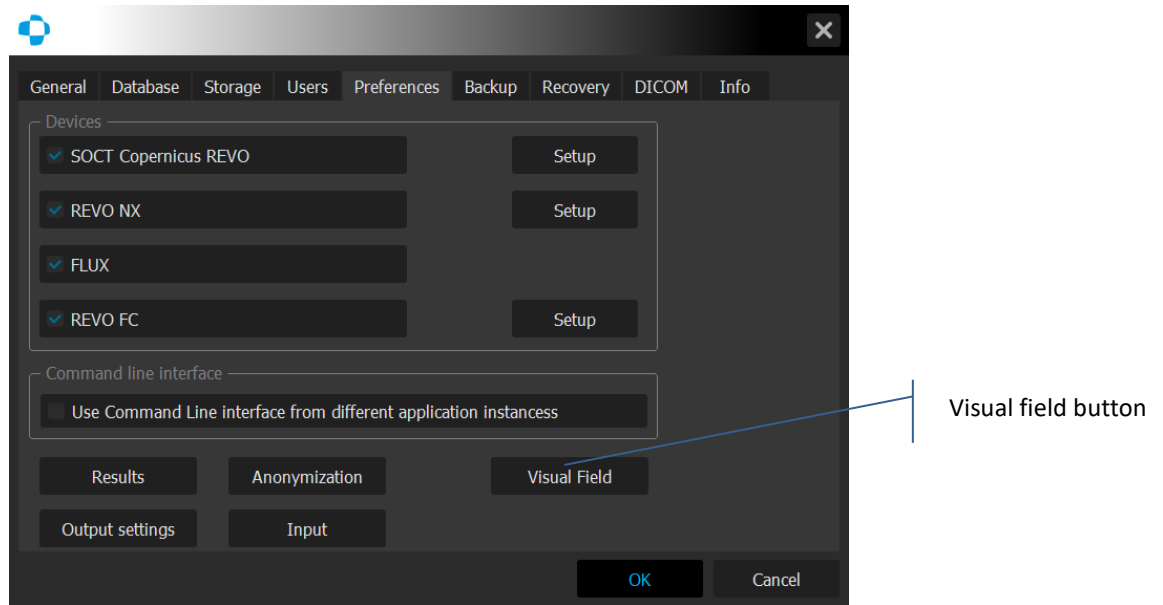 General Database Storage Users Preferences Backup Recovery DICOM Info
Devices
SOCT Copernicus REVO Setup
REVO NX Setup
FLUX
REVO FC Setup
Command line interface
Use Command Line interface from different application instancess
Visual field button
Results Anonymization Visual Field
Output settings Input
OK Cancel